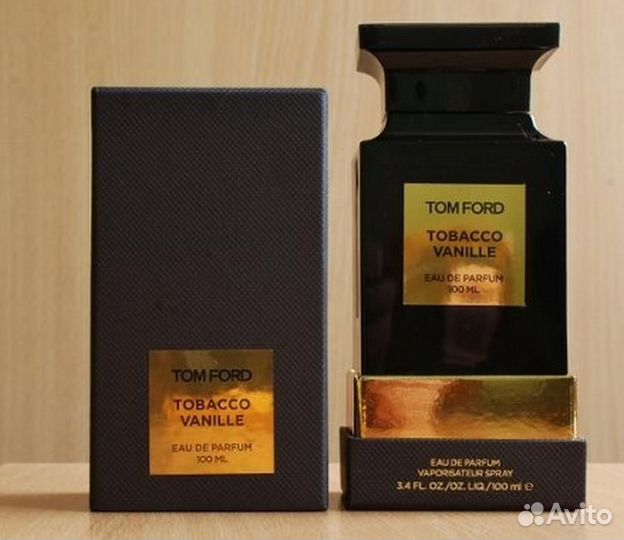 TOM FORD
TOBACCO
VANILLE
EAU DE PARFUM
100 ML
TOM FORD
TOBACCO
VANILLE
EAU DE PARFUM
100 ML
EAU DE PARFUM
VAPORISATEUR SPRAY
3.4 FL. OZ./OZ. LIQ./100 ml ℮
Avito